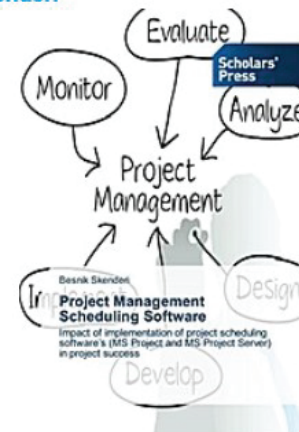 Evaluate
Scholars'
Press
Monitor
Analyze
Project
Management
Besnik Skenderi
Design
Project Management
Scheduling Software
Impact of implementation of project scheduling
software's (MS Project and MS Project Server)
in project success
Develop